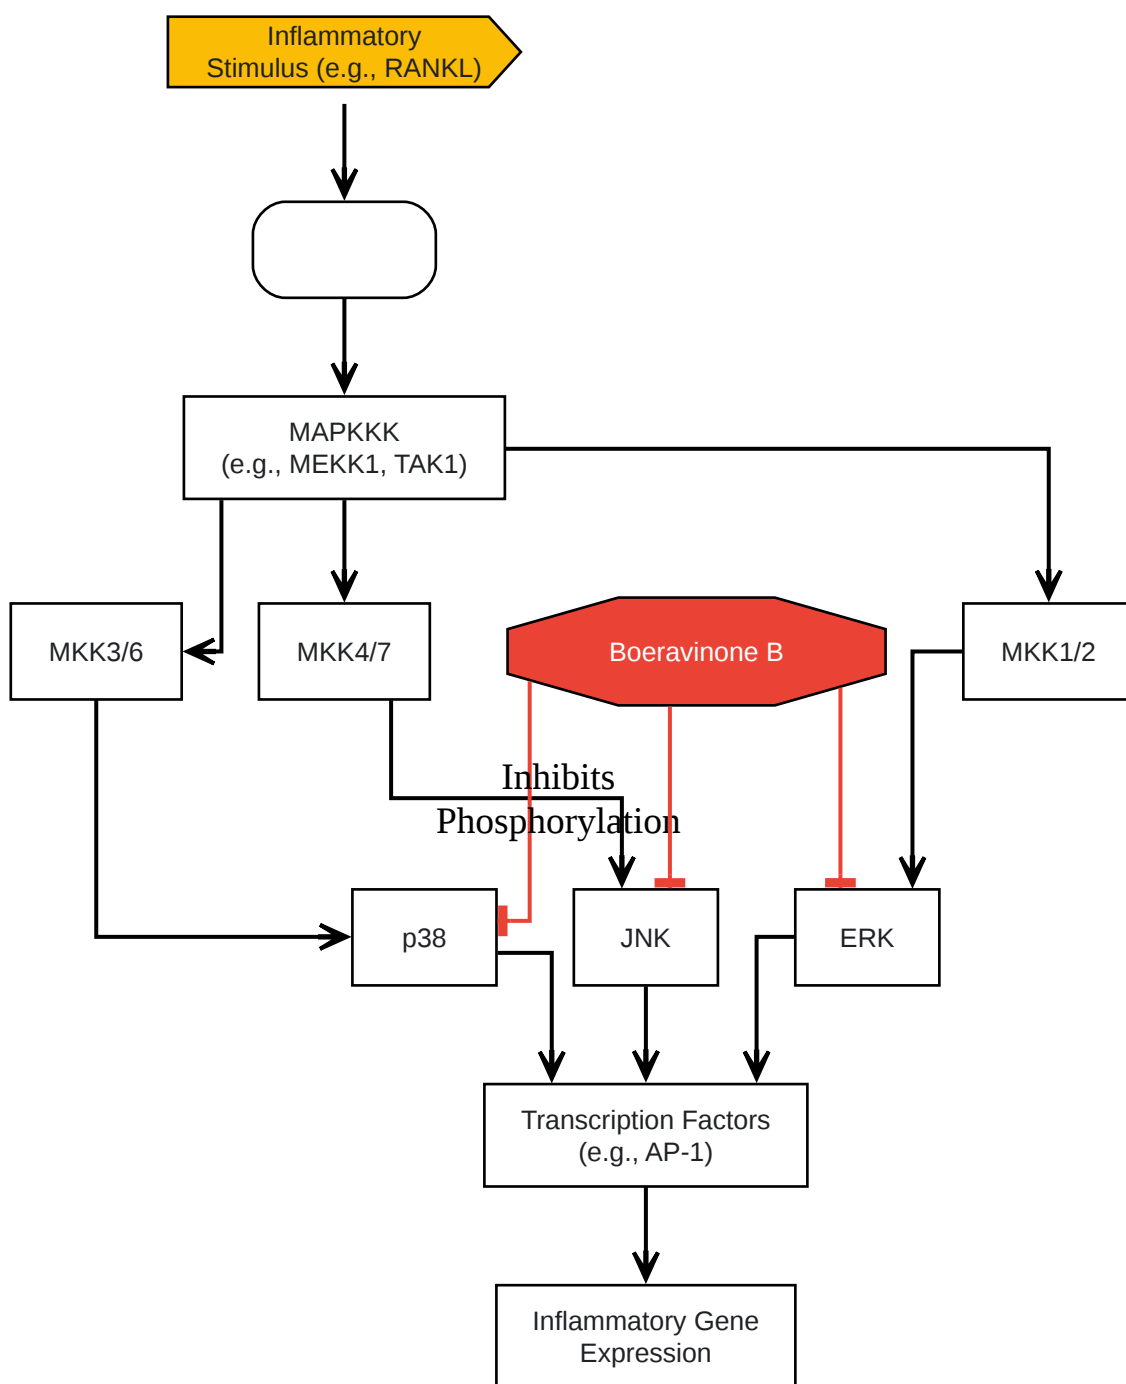 Inflammatory
Stimulus (e.g., RANKL)
MAPKKK
(e.g., MEKK1, TAK1)
MKK3/6
MKK4/7
Boeravinone B
MKK1/2
Inhibits
Phosphorylation
p38
JNK
ERK
Transcription Factors
(e.g., AP-1)
Inflammatory Gene
Expression